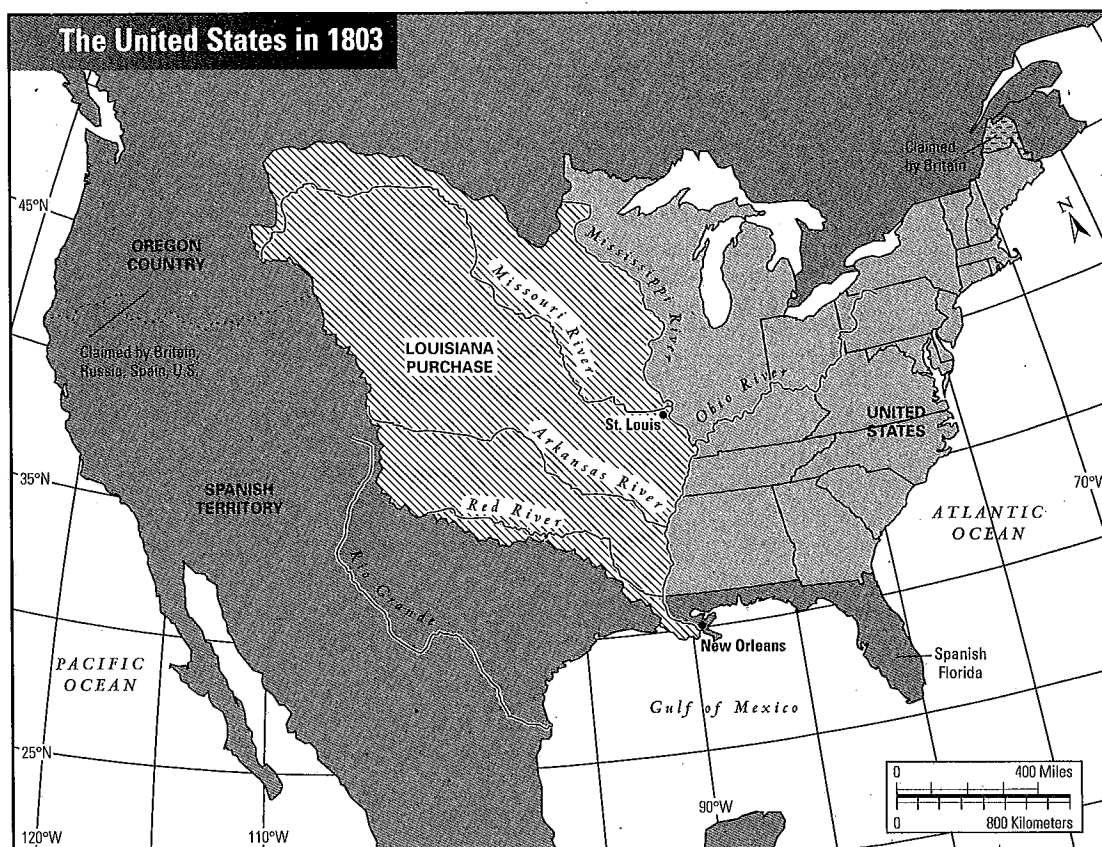 The United States in 1803
Claimed
by Britain
N
45°N
OREGON
COUNTRY
Mississippi River
Missouri River
Claimed by Britain,
Russia, Spain, U.S.
LOUISIANA
PURCHASE
Ohio River
St. Louis
UNITED
STATES
Arkansas River
35°N
SPANISH
TERRITORY
Red River
70°W
ATLANTIC
OCEAN
Rio Grande
New Orleans
PACIFIC
OCEAN
Spanish
Florida
Gulf of Mexico
25°N
0 400 Miles
0 800 Kilometers
90°W
120°W
110°W